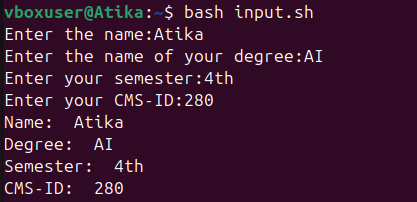 vboxuser@Atika:~$ bash input.sh
Enter the name:Atika
Enter the name of your degree:AI
Enter your semester:4th
Enter your CMS-ID:280
Name:  Atika
Degree:  AI
Semester:  4th
CMS-ID:  280